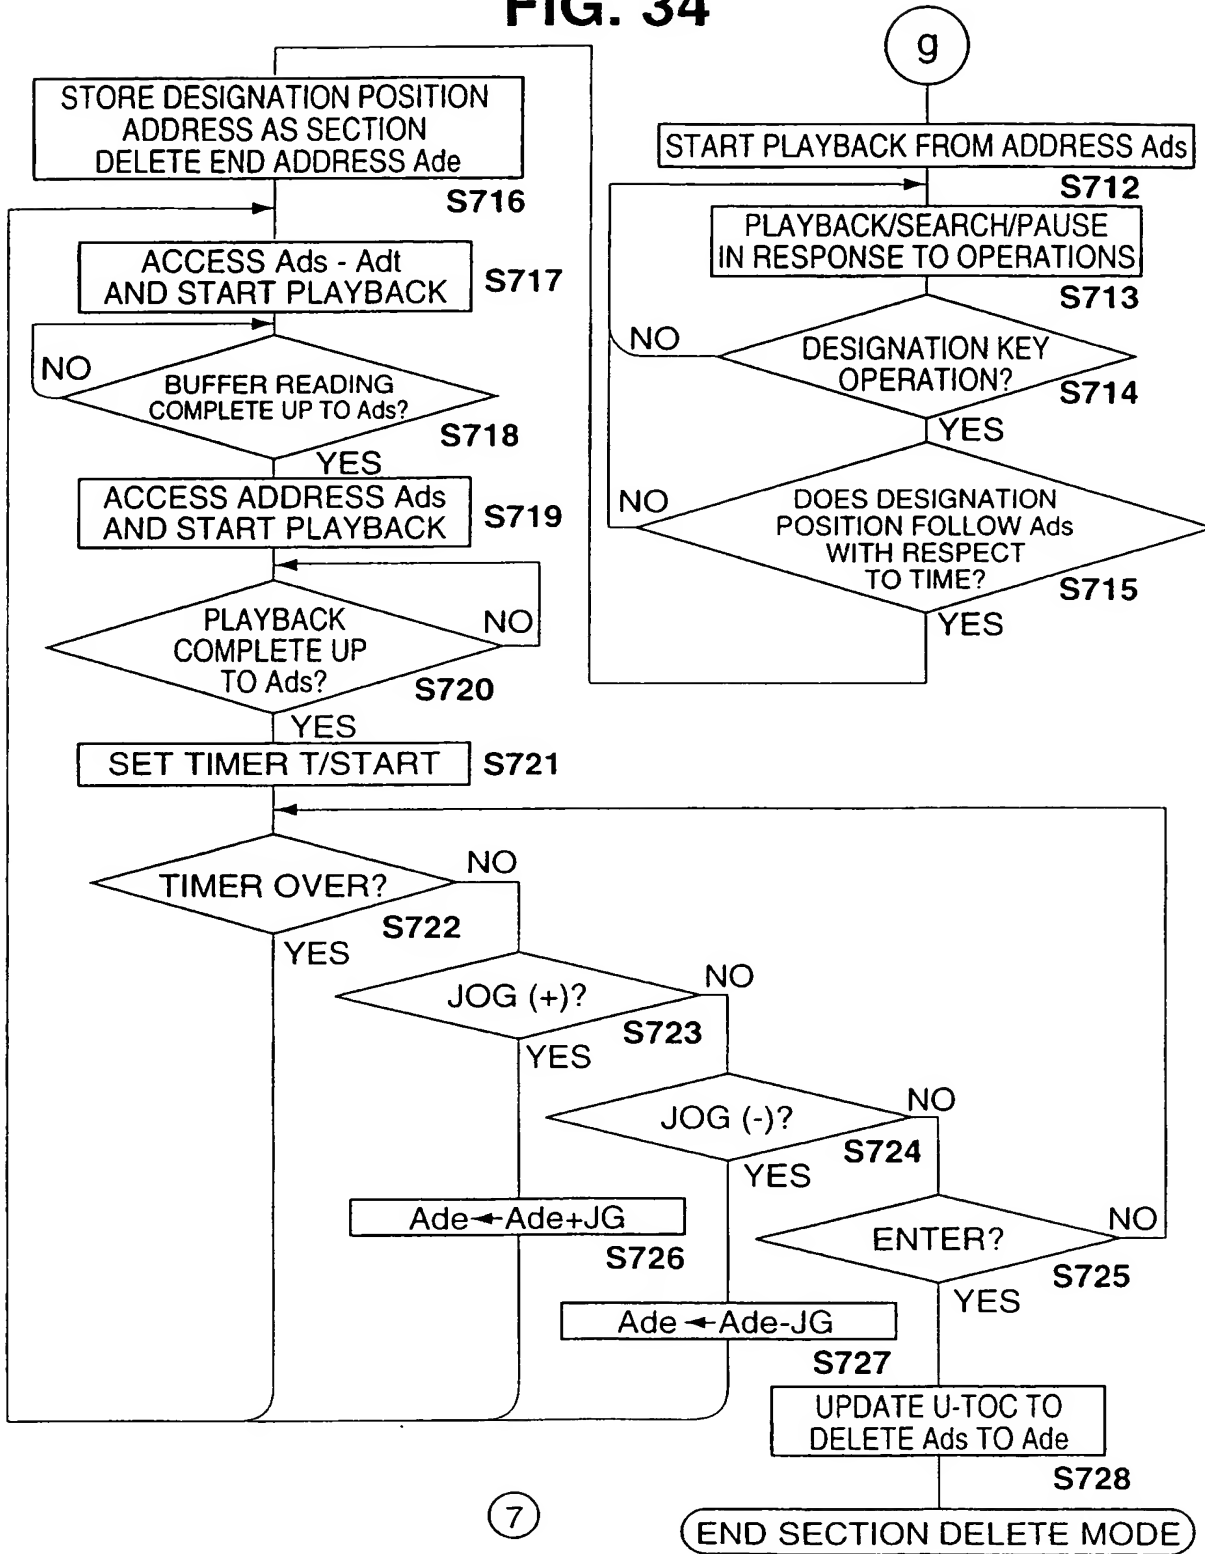 FIG. 34
g
START PLAYBACK FROM ADDRESS Ads
S712
PLAYBACK/SEARCH/PAUSE
IN RESPONSE TO OPERATIONS
S713
DESIGNATION KEY
OPERATION?
S714
NO
YES
DOES DESIGNATION
POSITION FOLLOW Ads
WITH RESPECT
TO TIME?
S715
NO
YES
STORE DESIGNATION POSITION
ADDRESS AS SECTION
DELETE END ADDRESS Ade
S716
ACCESS Ads - Adt
AND START PLAYBACK
S717
NO
BUFFER READING
COMPLETE UP TO Ads?
S718
YES
ACCESS ADDRESS Ads
AND START PLAYBACK
S719
PLAYBACK
COMPLETE UP
TO Ads?
NO
S720
YES
SET TIMER T/START
S721
TIMER OVER?
NO
S722
YES
JOG (+)?
NO
S723
YES
JOG (-)?
NO
S724
YES
Ade←Ade+JG
S726
ENTER?
NO
S725
YES
Ade←Ade-JG
S727
UPDATE U-TOC TO
DELETE Ads TO Ade
S728
7
END SECTION DELETE MODE